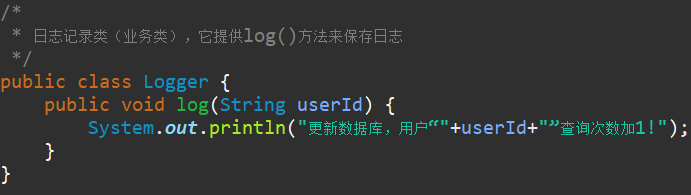 /*
 * 日志记录类（业务类），它提供log()方法来保存日志
 */
public class Logger {
    public void log(String userId) {
        System.out.println("更新数据库，用户“"+userId+"”查询次数加1!");
    }
}